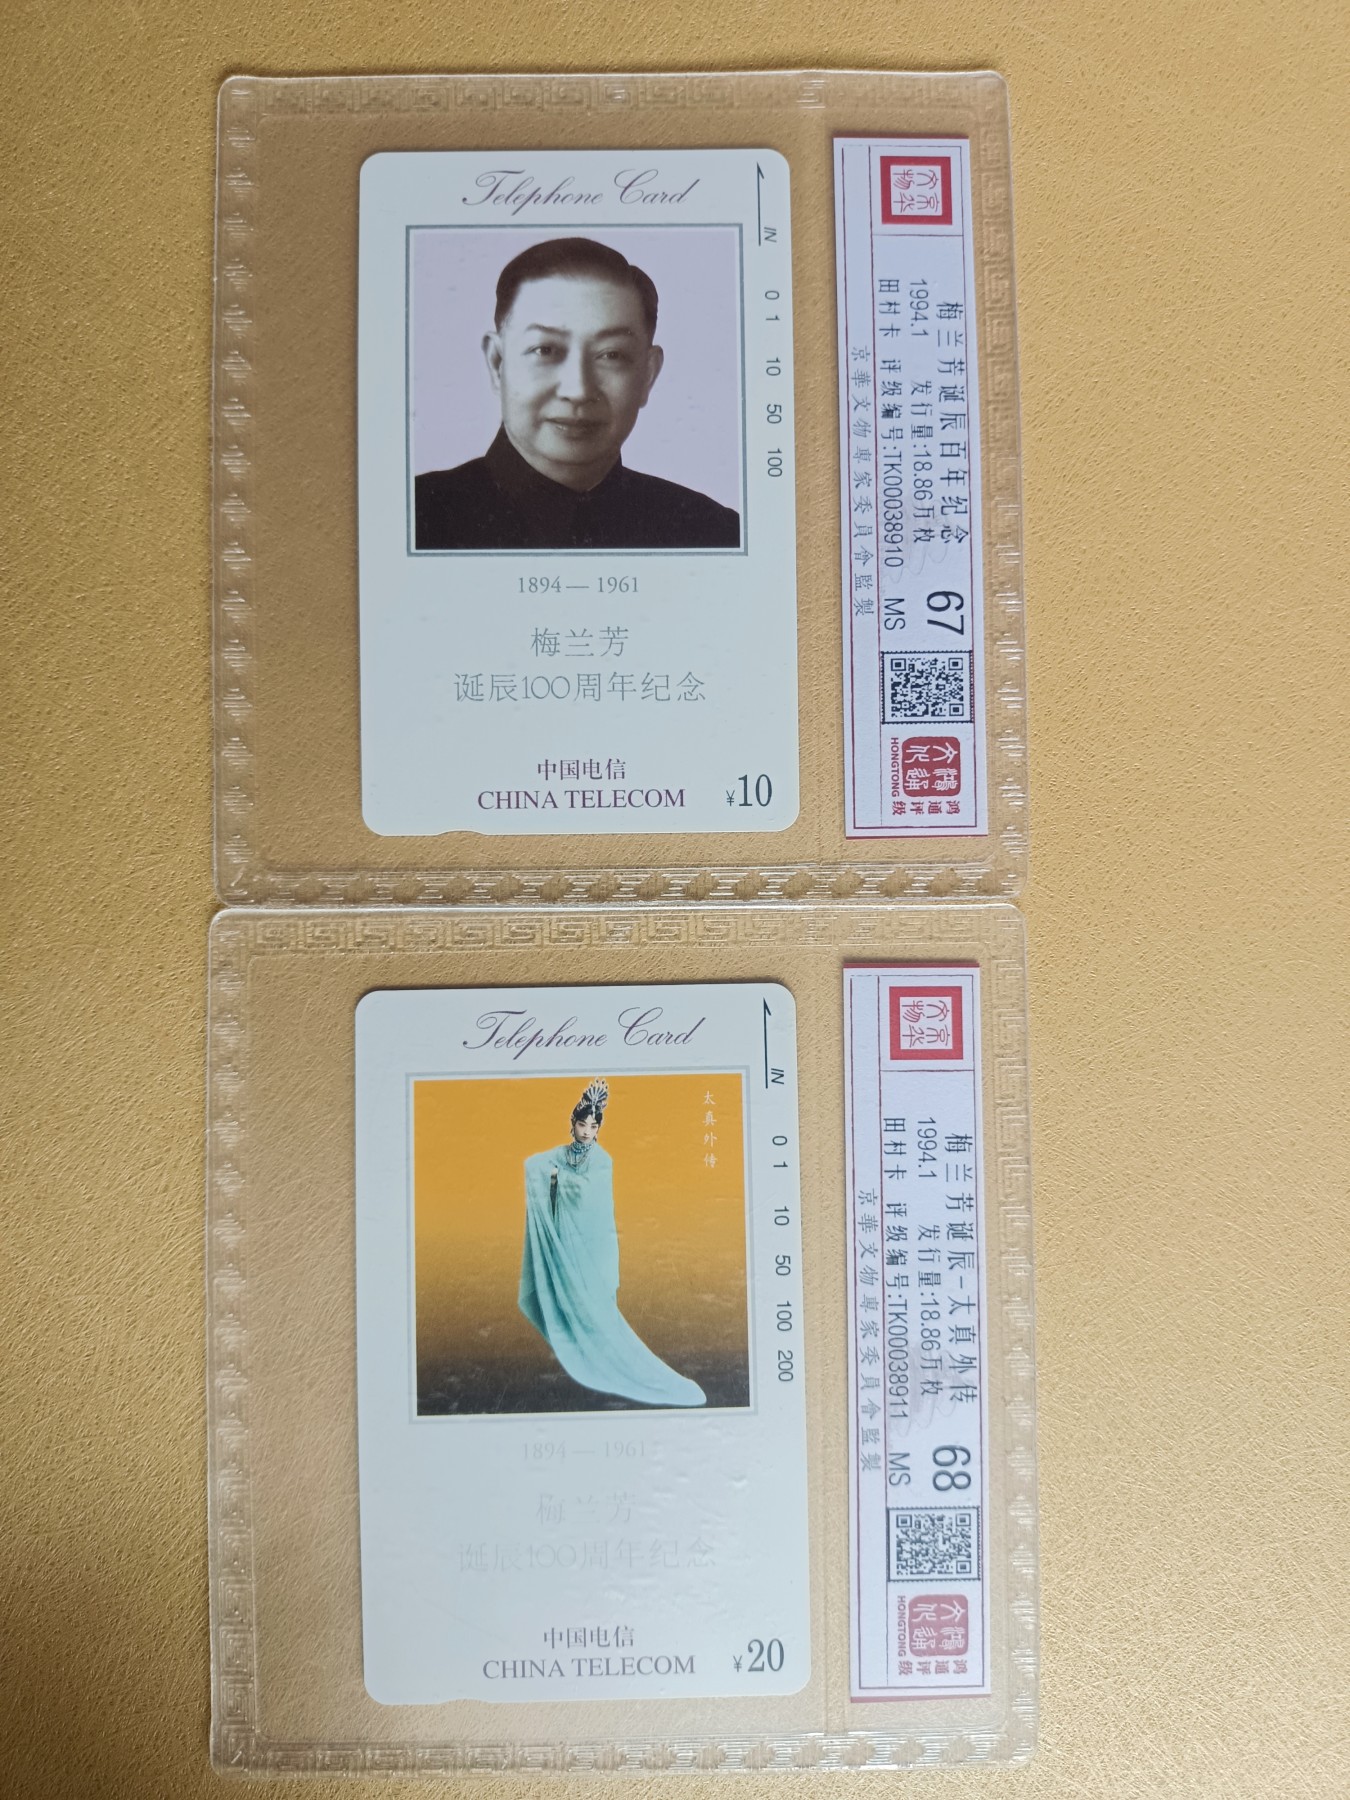 Telephone Card
IN
0 1 10 50 100
1894—1961
梅兰芳
诞辰100周年纪念
中国电信
CHINA TELECOM
¥10
京华
文物
梅兰芳诞辰百年纪念
1994.1 发行量:18.86万枚
67
田村卡 评级编号:TK00038910 MS
京華文物專家委員會監製
鸿通评级
HONGTONG
Telephone Card
IN
0 1 10 50 100 200
太真外传
1894—1961
梅兰芳
诞辰100周年纪念
中国电信
CHINA TELECOM
¥20
京华
文物
梅兰芳诞辰-太真外传
1994.1 发行量:18.86万枚
68
田村卡 评级编号:TK00038911 MS
京華文物專家委員會監製
鸿通评级
HONGTONG